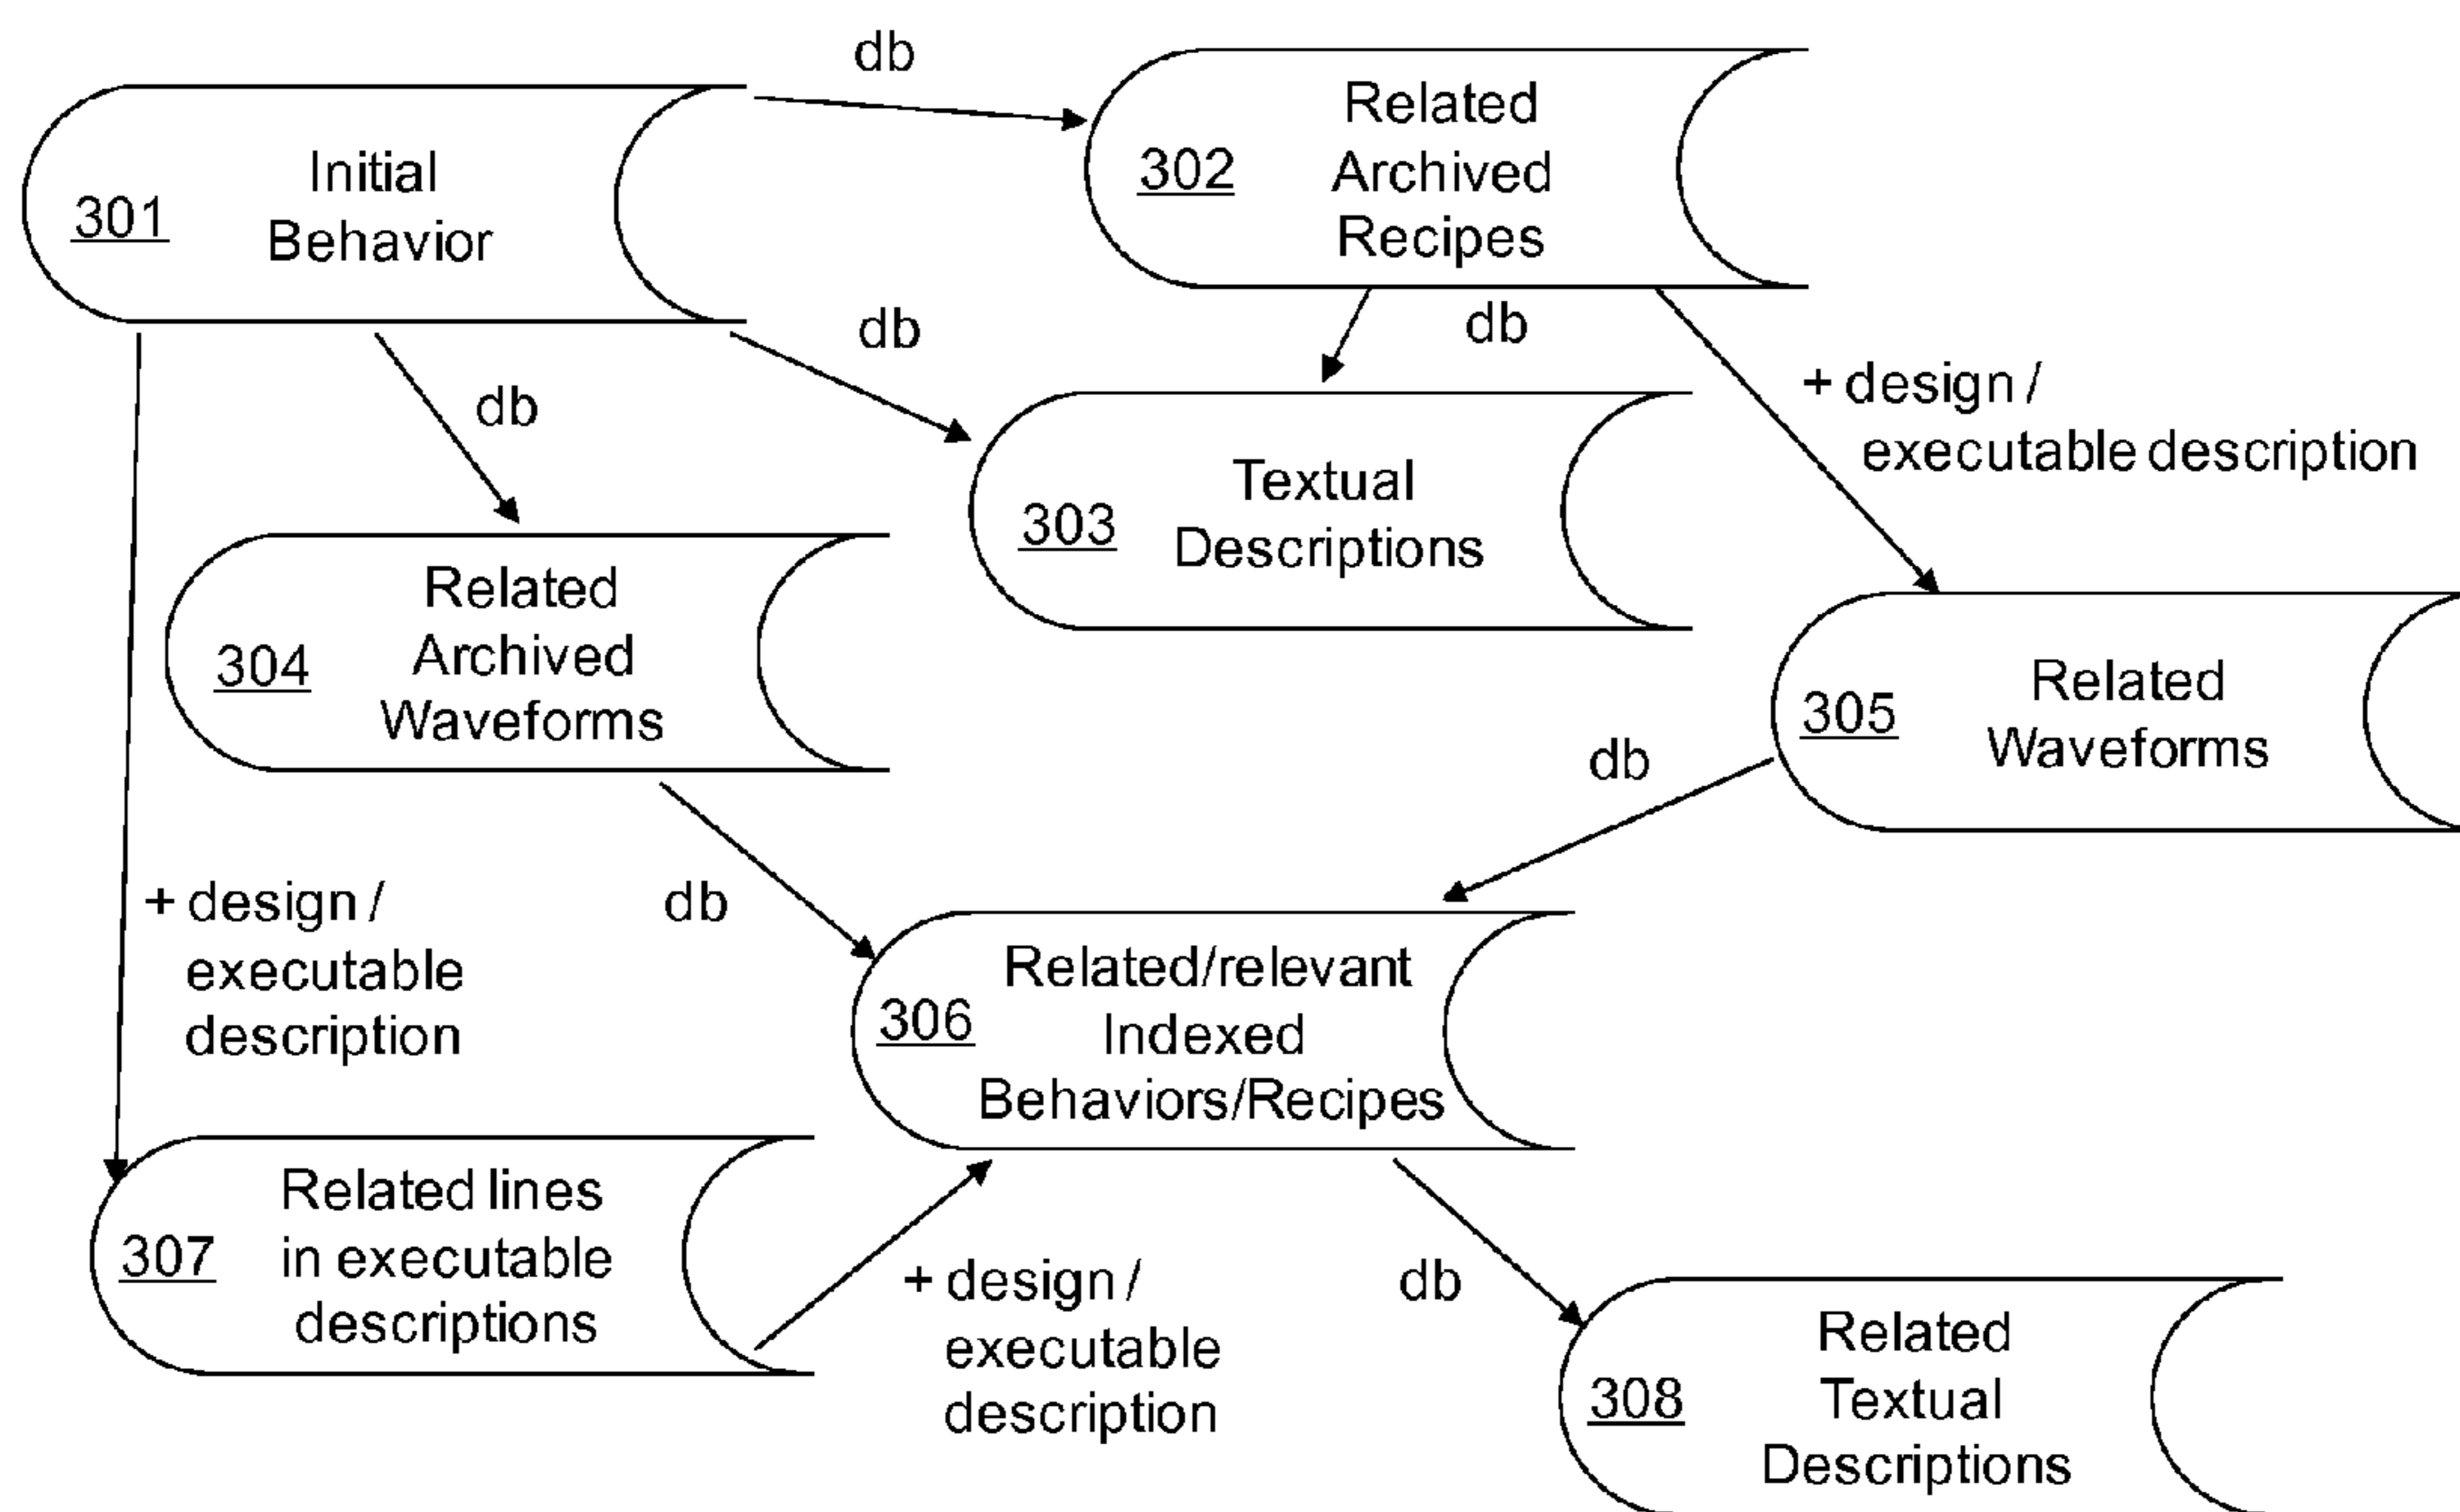 db
301
Initial
Behavior
302
Related
Archived
Recipes
db
db
db
+ design /
executable description
303
Textual
Descriptions
304
Related
Archived
Waveforms
305
Related
Waveforms
db
db
+ design /
executable
description
306
Related/relevant
Indexed
Behaviors/Recipes
307
Related lines
in executable
descriptions
+ design /
executable
description
db
308
Related
Textual
Descriptions